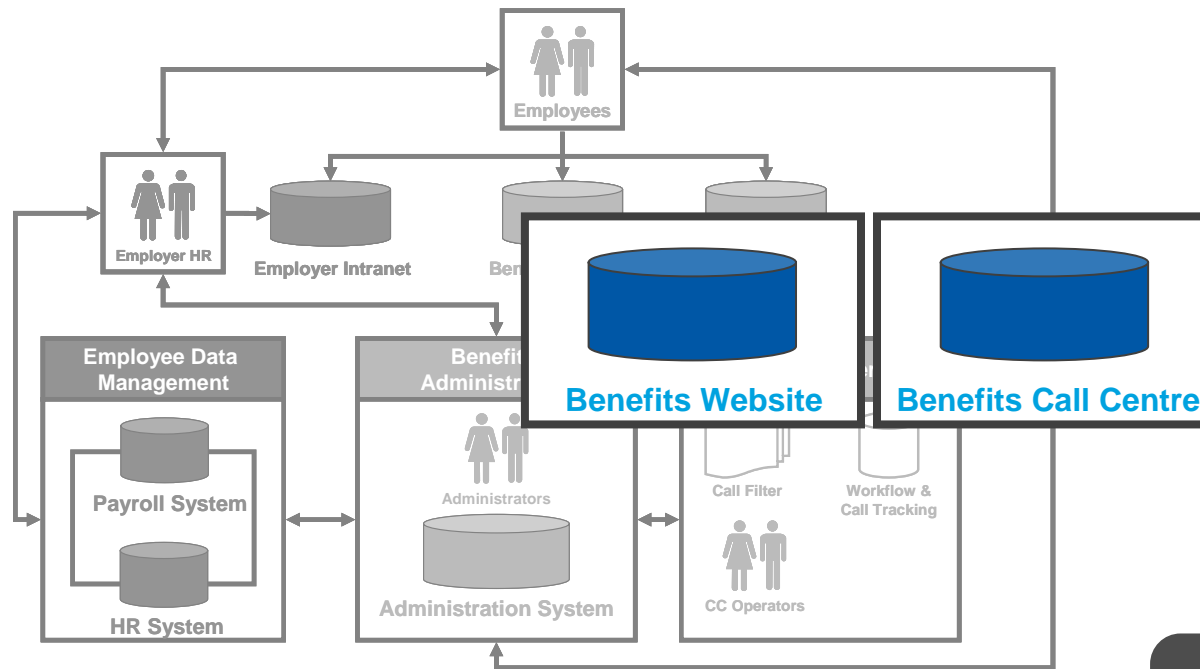 Employees
Employer HR
Employer Intranet
Employee Data
Management
Benefits Website
Benefits Call Centre
Payroll System
HR System
Administrators
Administration System
Call Filter
Workflow &
Call Tracking
CC Operators